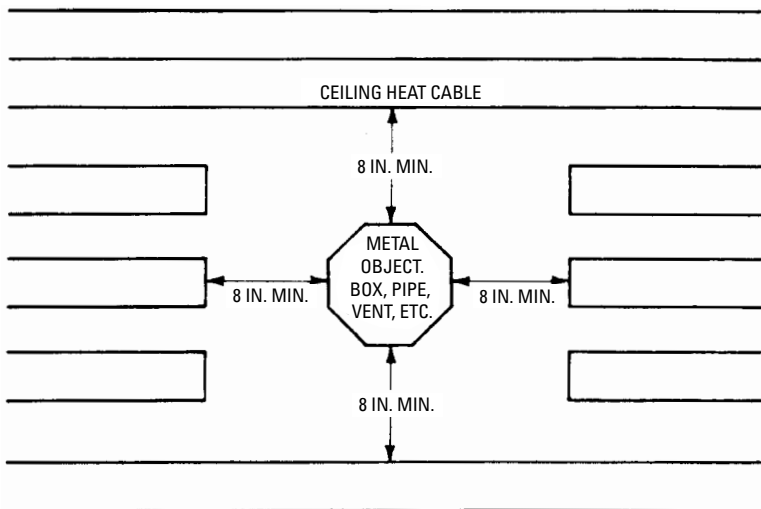 CEILING HEAT CABLE
8 IN. MIN.
METAL
OBJECT.
BOX, PIPE,
VENT, ETC.
8 IN. MIN.
8 IN. MIN.
8 IN. MIN.